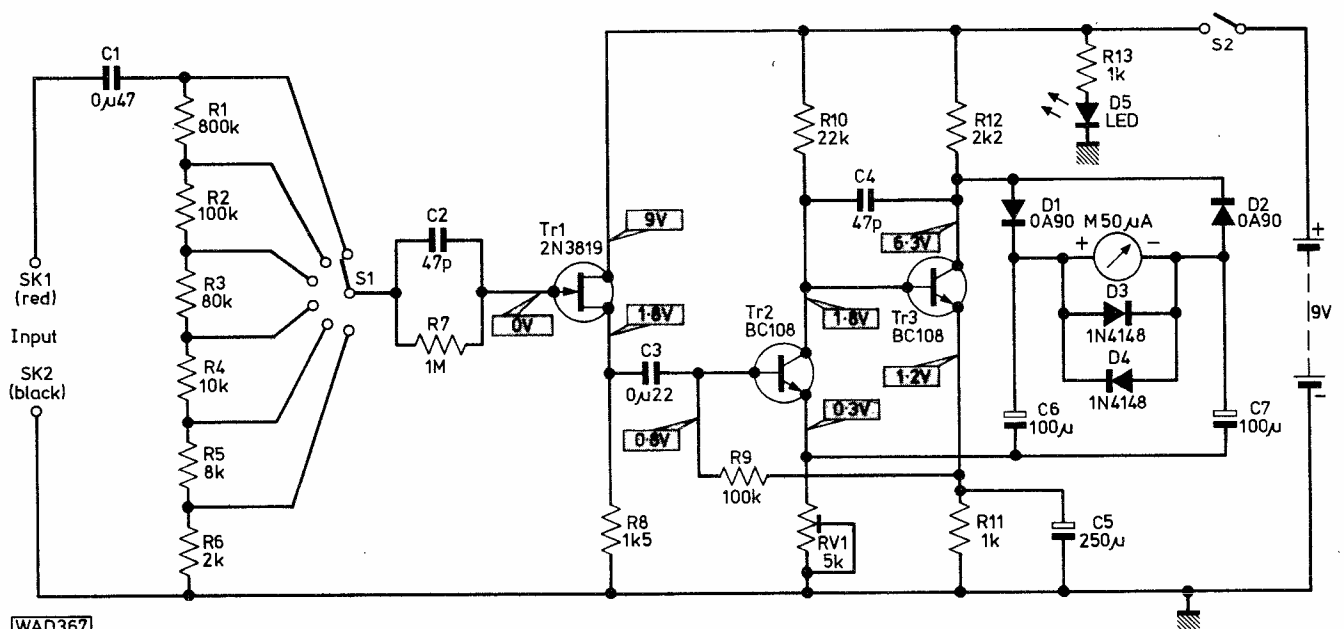 C1
0µ47
R1
800k
R2
100k
R3
80k
R4
10k
R5
8k
R6
2k
SK1
(red)
Input
SK2
(black)
S1
C2
47p
R7
1M
Tr1
2N3819
9V
0V
1·8V
C3
0µ22
0·8V
R8
1k5
R9
100k
R10
22k
Tr2
BC108
1·8V
0·3V
RV1
5k
C4
47p
R12
2k2
6·3V
Tr3
BC108
1·2V
R11
1k
C5
250µ
R13
1k
D5
LED
S2
D1
0A90
M 50µA
+
−
D2
0A90
D3
1N4148
D4
1N4148
C6
100µ
C7
100µ
+
9V
-
WAD367